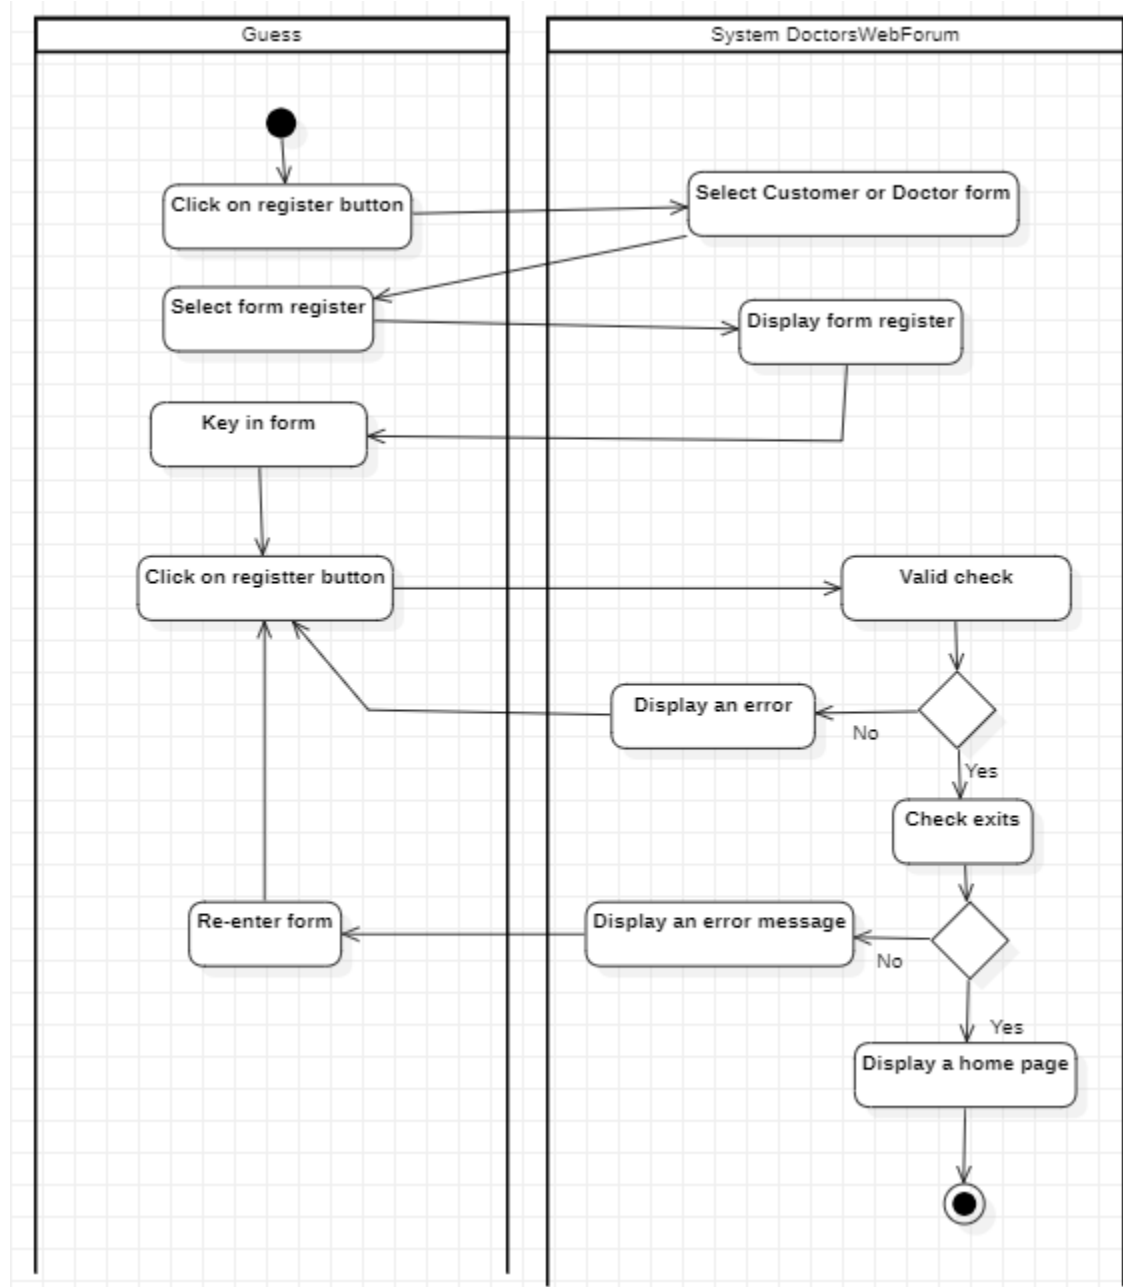 Guess
System DoctorsWebForum
Click on register button
Select Customer or Doctor form
Select form register
Display form register
Key in form
Click on registter button
Valid check
Display an error
No
Yes
Check exits
Re-enter form
Display an error message
No
Yes
Display a home page